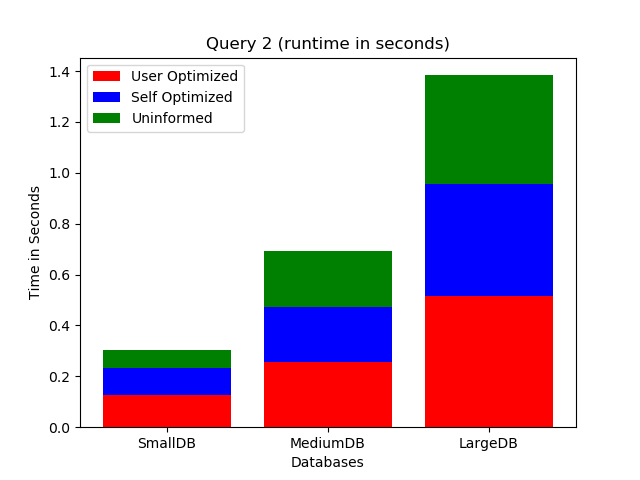 Query 2 (runtime in seconds)
User Optimized
Self Optimized
Uninformed
Time in Seconds
1.4
1.2
1.0
0.8
0.6
0.4
0.2
0.0
SmallDB
MediumDB
LargeDB
Databases